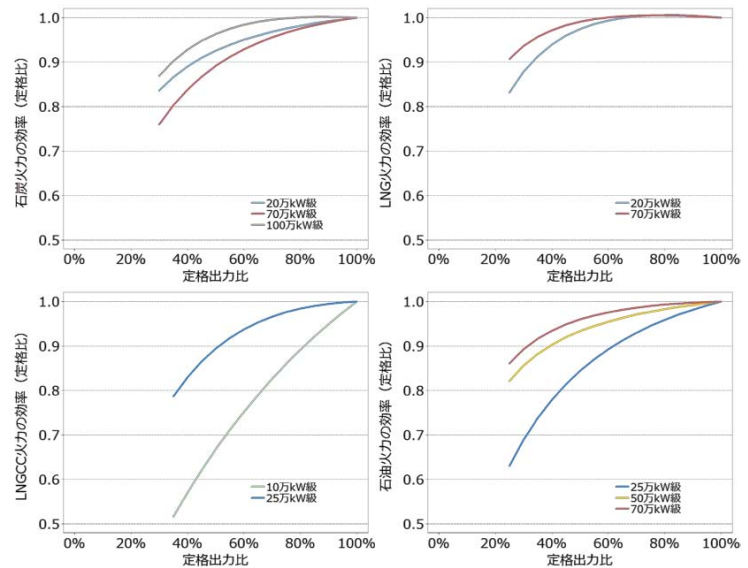 石炭火力の効率（定格比）
1.0
0.9
0.8
0.7
0.6
0.5
20万kW級
70万kW級
100万kW級
0% 20% 40% 60% 80% 100%
定格出力比
LNG火力の効率（定格比）
1.0
0.9
0.8
0.7
0.6
0.5
20万kW級
70万kW級
0% 20% 40% 60% 80% 100%
定格出力比
LNGCC火力の効率（定格比）
1.0
0.9
0.8
0.7
0.6
0.5
10万kW級
25万kW級
0% 20% 40% 60% 80% 100%
定格出力比
石油火力の効率（定格比）
1.0
0.9
0.8
0.7
0.6
0.5
25万kW級
50万kW級
70万kW級
0% 20% 40% 60% 80% 100%
定格出力比